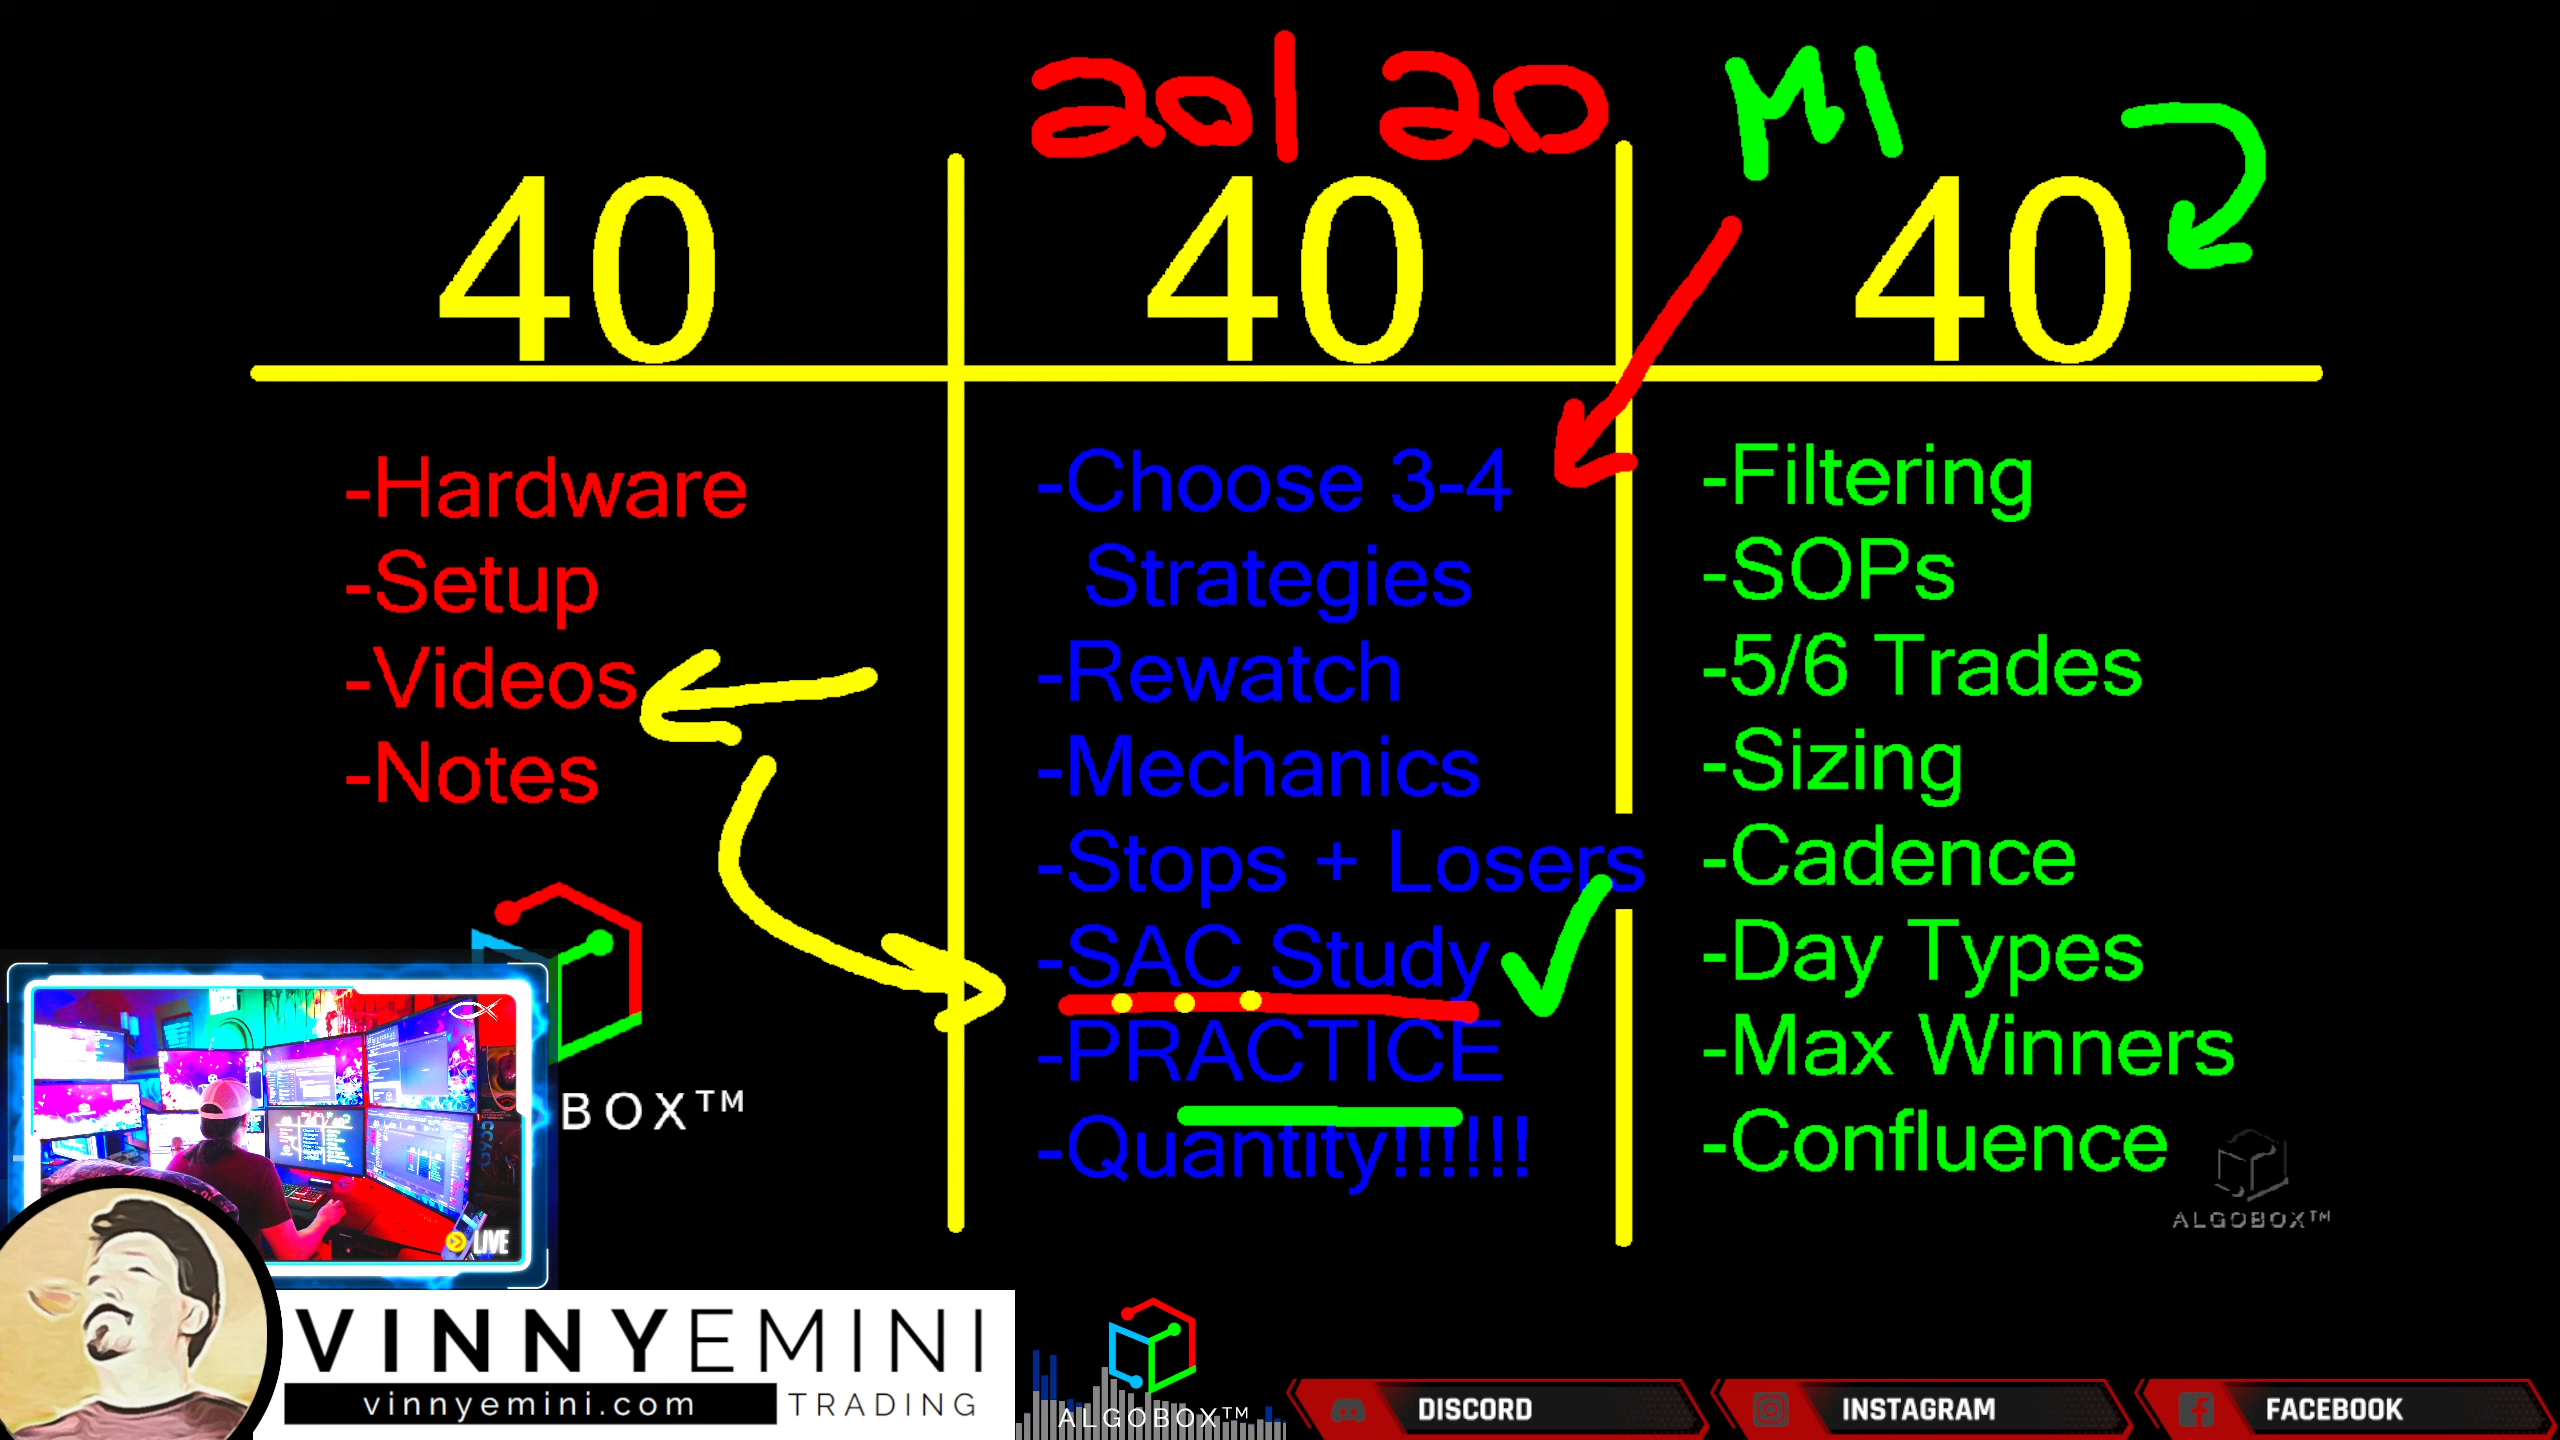 20 | 20 M1
40 40 40
-Hardware
-Setup
-Videos
-Notes
-Choose 3-4
Strategies
-Rewatch
-Mechanics
-Stops + Losers
-SAC Study
-PRACTICE
-Quantity!!!!!!
-Filtering
-SOPs
-5/6 Trades
-Sizing
-Cadence
-Day Types
-Max Winners
-Confluence
BOX™
ALGOBOX™
LIVE
VINNYEMINI
vinnyemini.com TRADING
ALGOBOX™
DISCORD
INSTAGRAM
FACEBOOK